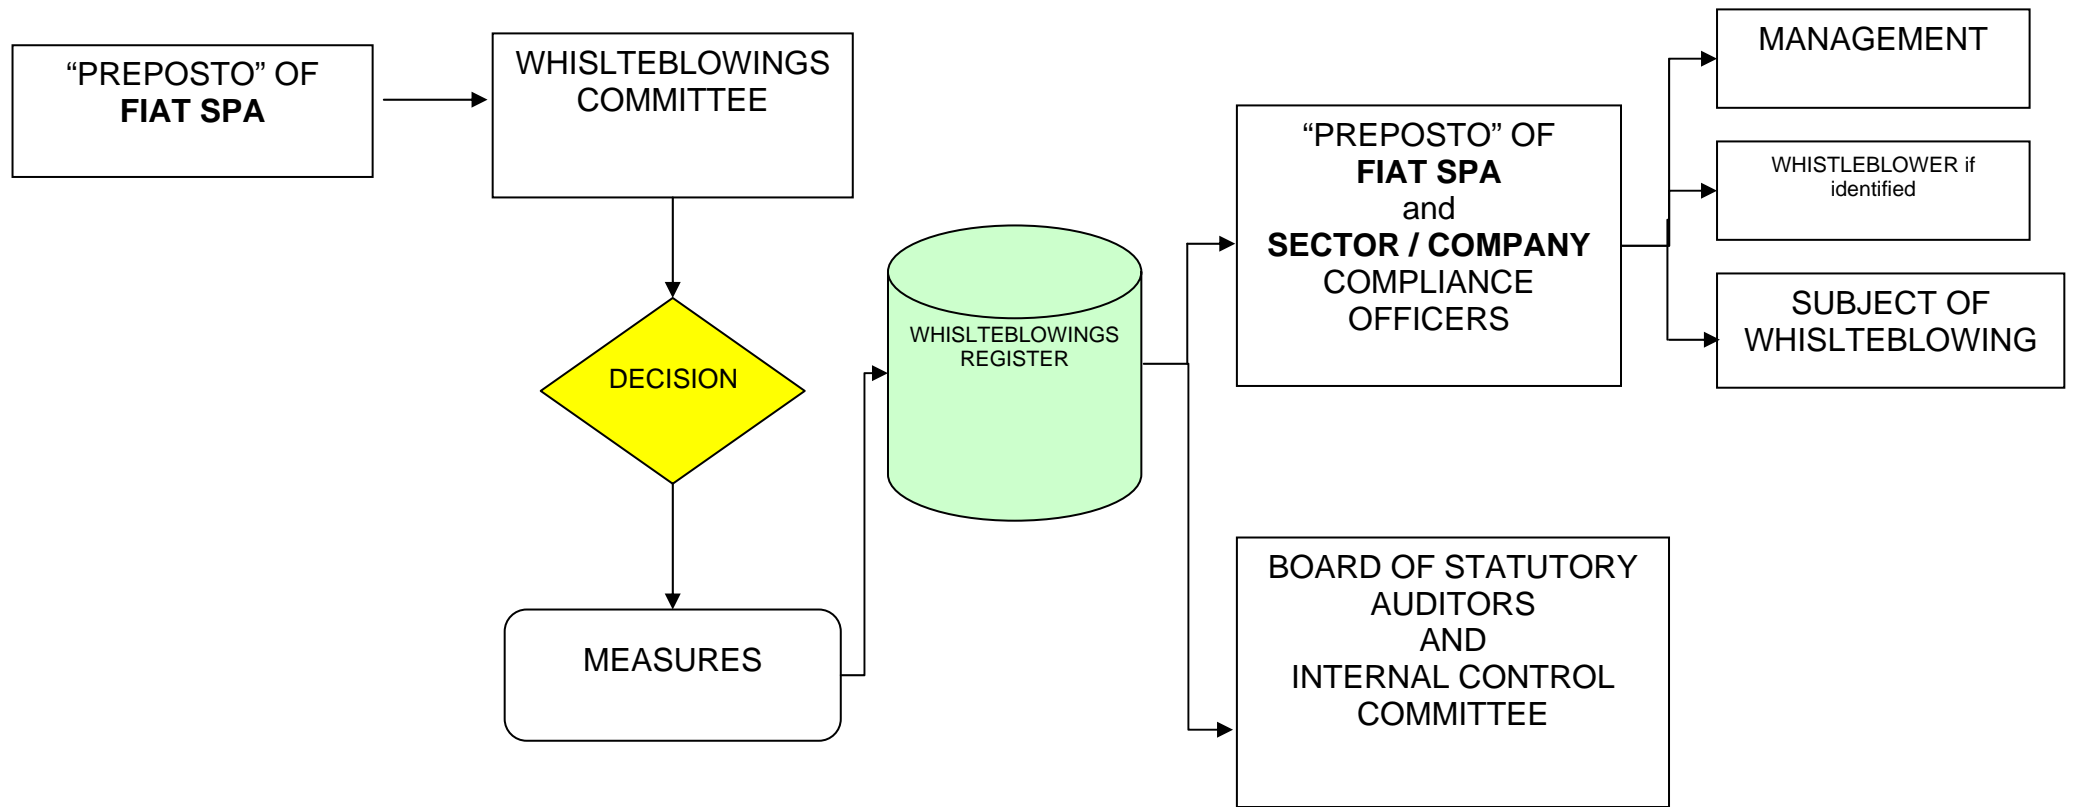 “PREPOSTO” OF
FIAT SPA
WHISLTEBLOWINGS
COMMITTEE
DECISION
MEASURES
WHISLTEBLOWINGS
REGISTER
“PREPOSTO” OF
FIAT SPA
and
SECTOR / COMPANY
COMPLIANCE
OFFICERS
BOARD OF STATUTORY
AUDITORS
AND
INTERNAL CONTROL
COMMITTEE
MANAGEMENT
WHISTLEBLOWER if
identified
SUBJECT OF
WHISLTEBLOWING